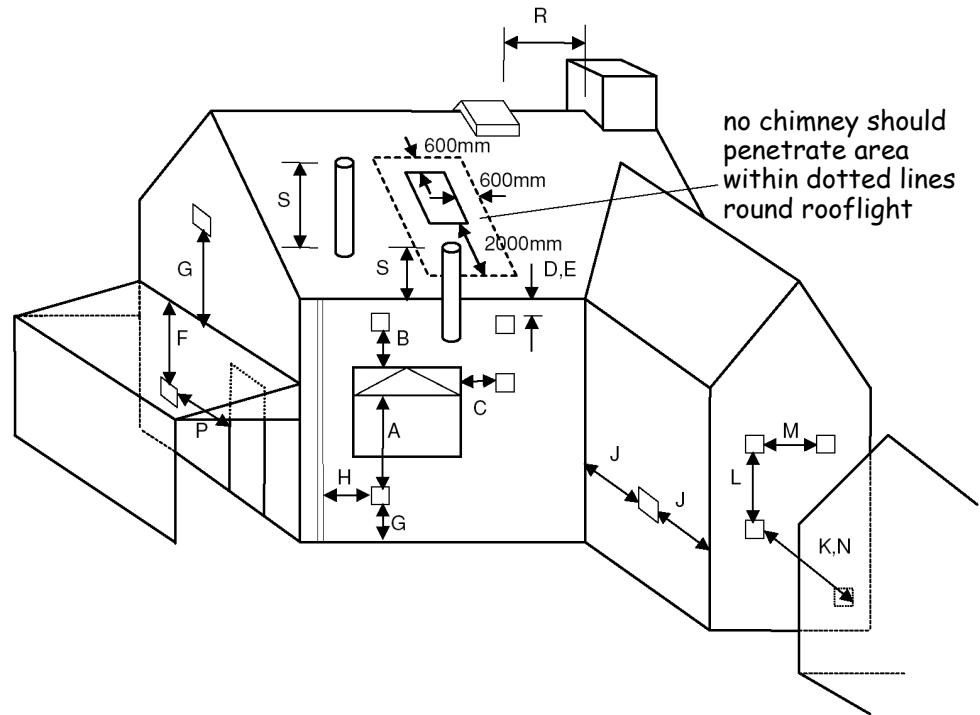 R
no chimney should
penetrate area
within dotted lines
round rooflight
600mm
600mm
S
2000mm
S
D,E
G
F
B
C
A
P
H
G
J
J
M
L
K,N